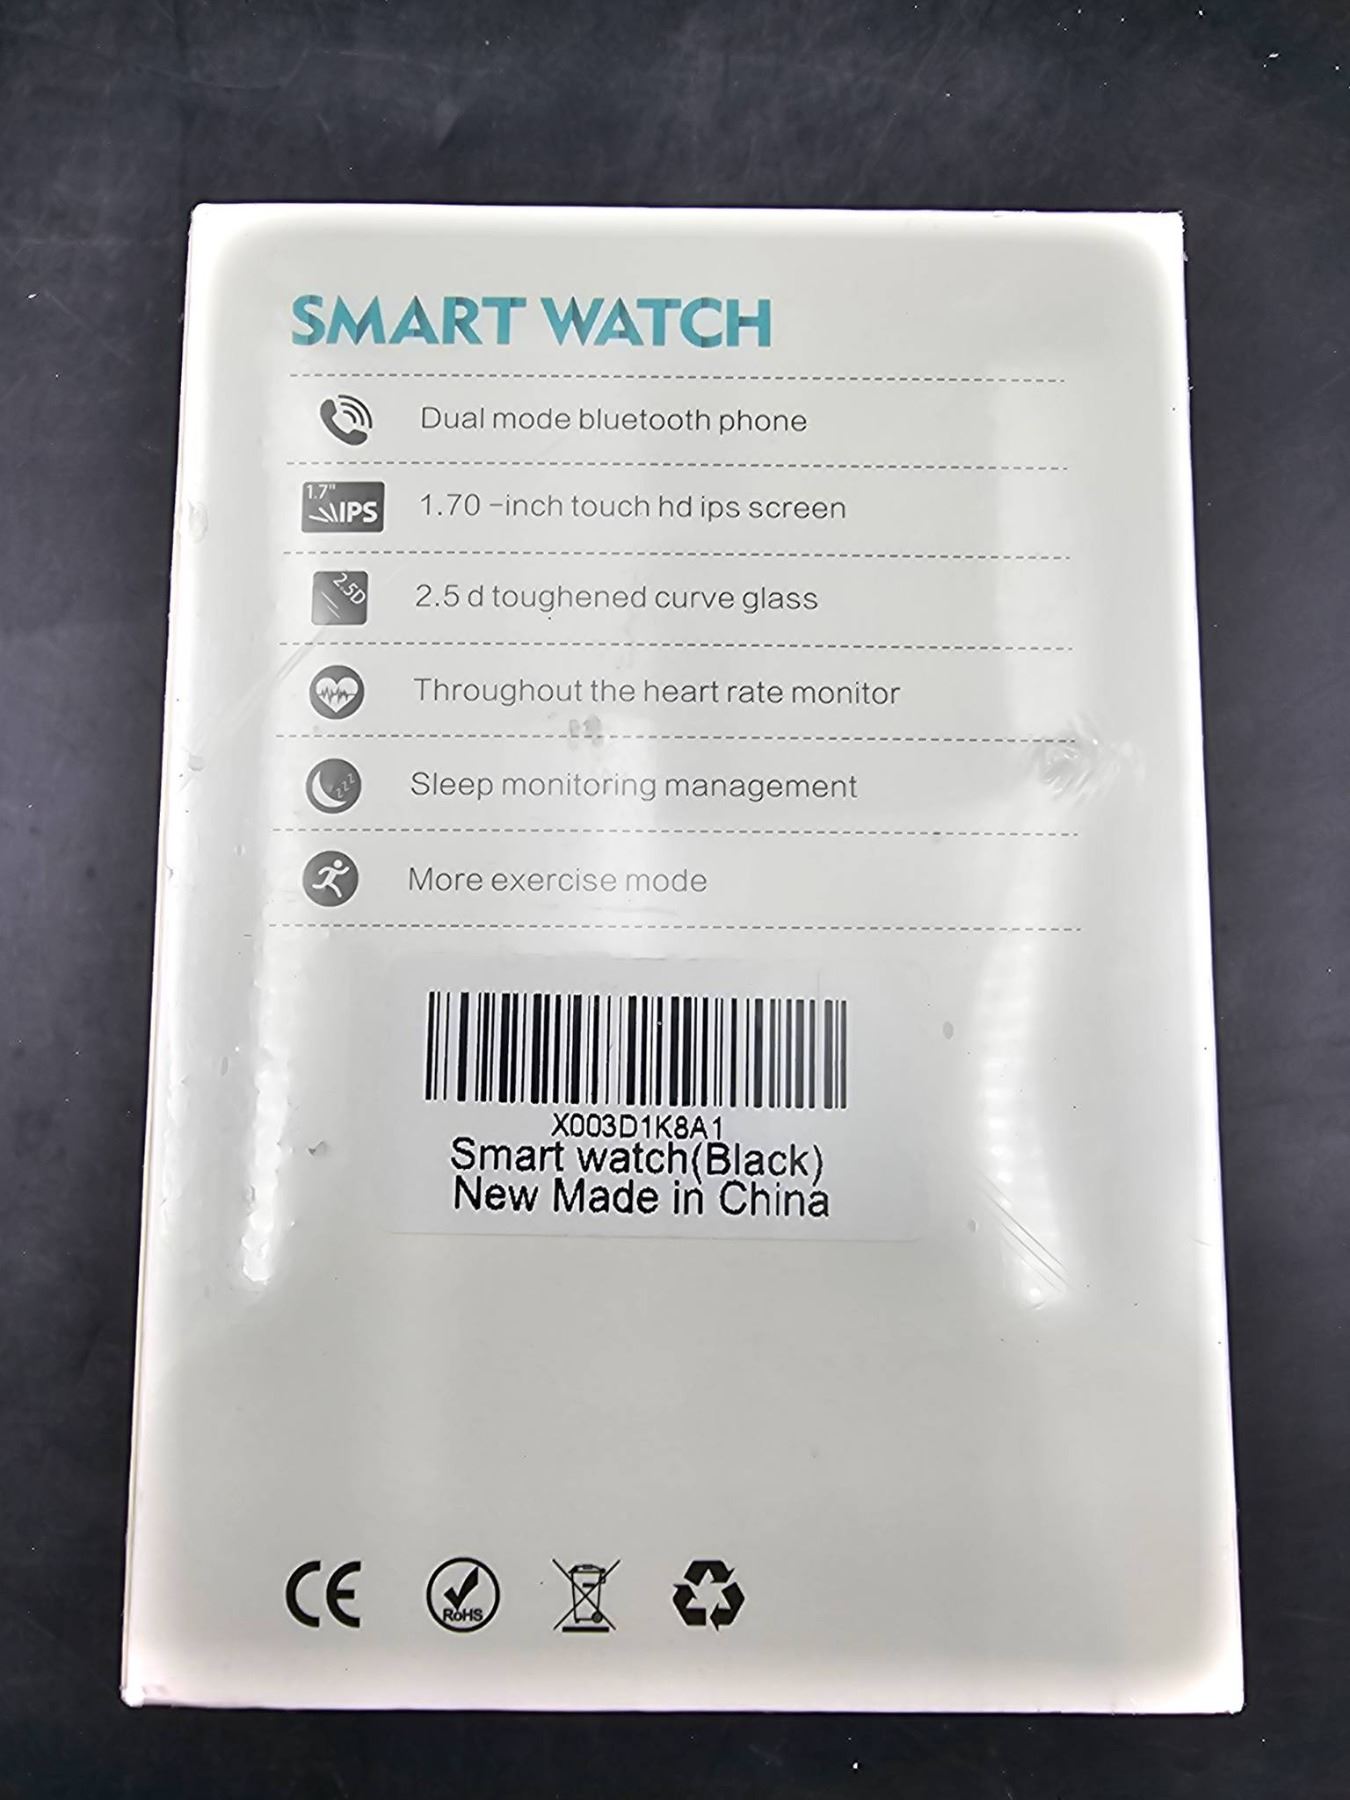 SMART WATCH
Dual mode bluetooth phone
1.7"
IPS
1.70 -inch touch hd ips screen
2.5D
2.5 d toughened curve glass
Throughout the heart rate monitor
zzz
Sleep monitoring management
More exercise mode
X003D1K8A1
Smart watch(Black)
New Made in China
CE
RoHS